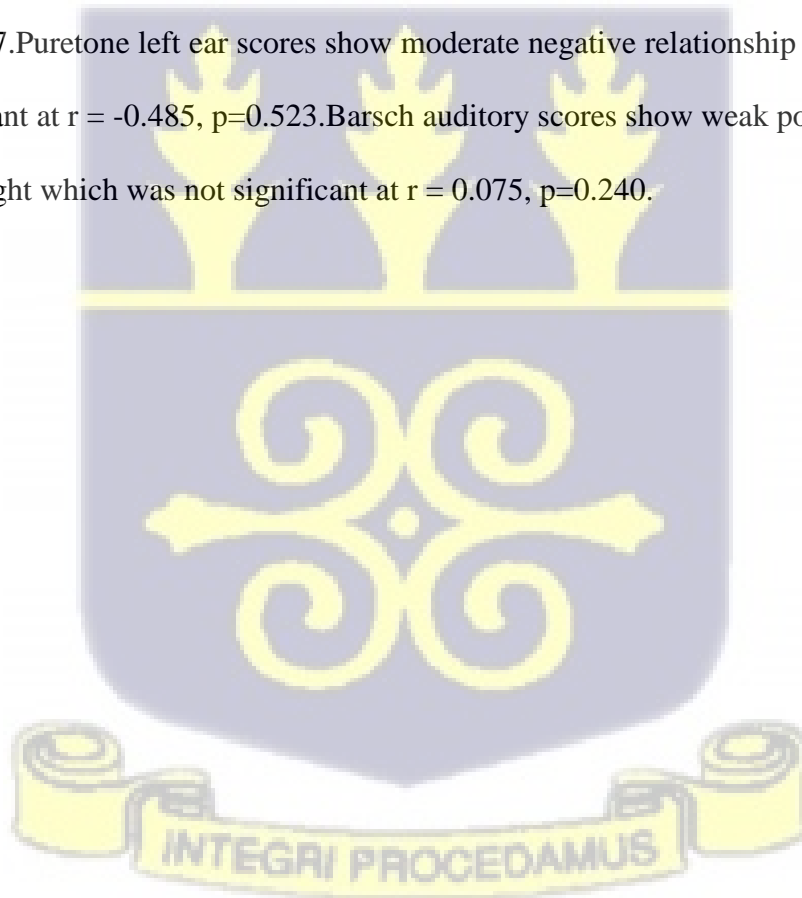 7.Puretone left ear scores show moderate negative relationship
ant at r = -0.485, p=0.523.Barsch auditory scores show weak po
ght which was not significant at r = 0.075, p=0.240.
INTEGRI PROCEDAMUS